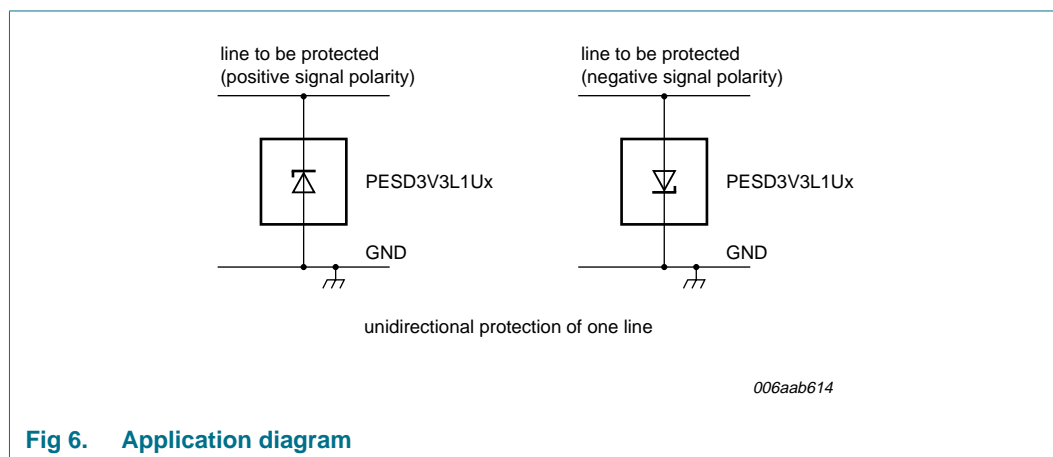 line to be protected
(positive signal polarity)
PESD3V3L1Ux
GND
line to be protected
(negative signal polarity)
PESD3V3L1Ux
GND
unidirectional protection of one line
006aab614
Fig 6. Application diagram